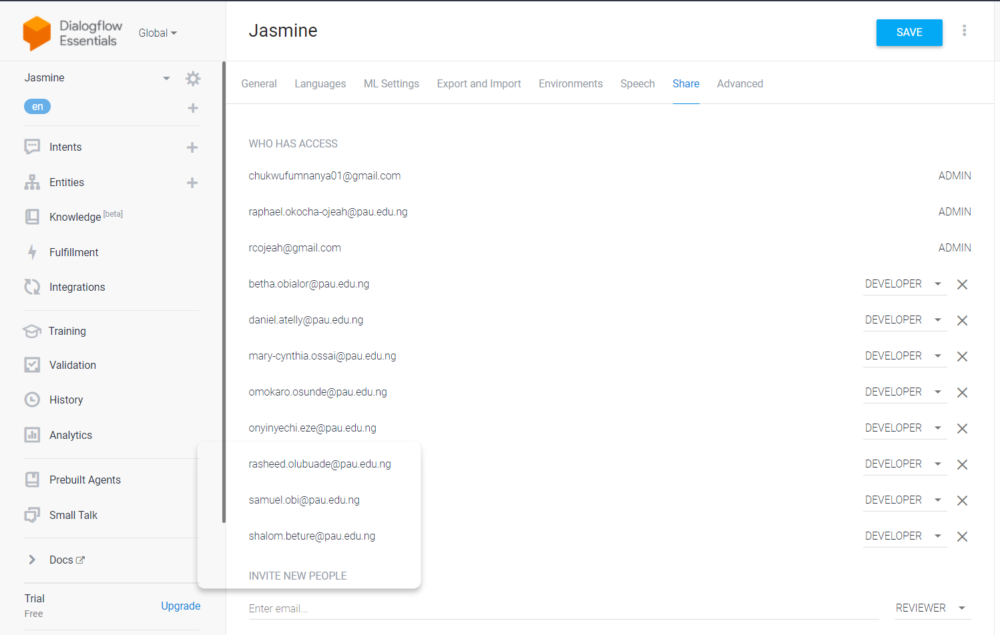 Dialogflow
Essentials
Global
Jasmine
SAVE
Jasmine
en
General Languages ML Settings Export and Import Environments Speech Share Advanced
Intents
Entities
Knowledge [beta]
Fulfillment
Integrations
Training
Validation
History
Analytics
Prebuilt Agents
Small Talk
Docs
Trial
Free
Upgrade
WHO HAS ACCESS
chukwufumnanya01@gmail.com ADMIN
raphael.okocha-ojeah@pau.edu.ng ADMIN
rcojeah@gmail.com ADMIN
betha.obialor@pau.edu.ng DEVELOPER
daniel.atelly@pau.edu.ng DEVELOPER
mary-cynthia.ossai@pau.edu.ng DEVELOPER
omokaro.osunde@pau.edu.ng DEVELOPER
onyinyechi.eze@pau.edu.ng DEVELOPER
rasheed.olubuade@pau.edu.ng DEVELOPER
samuel.obi@pau.edu.ng DEVELOPER
shalom.beture@pau.edu.ng DEVELOPER
INVITE NEW PEOPLE
Enter email... REVIEWER